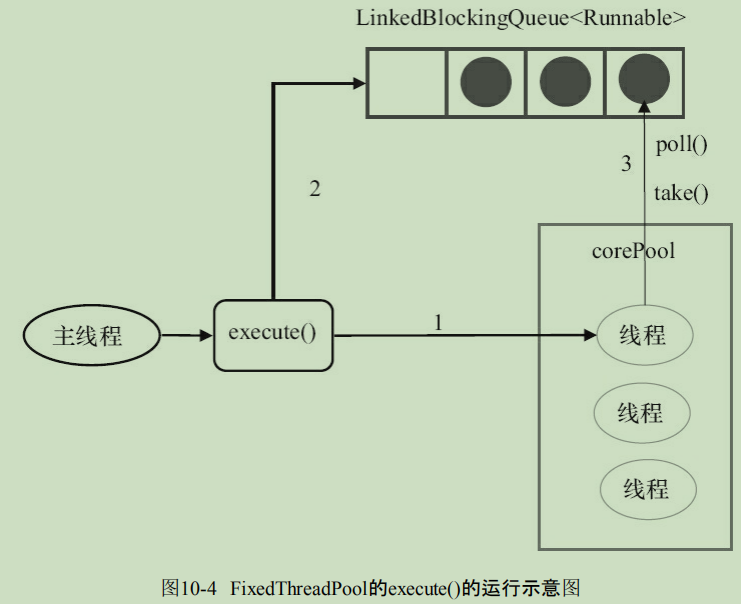 LinkedBlockingQueue<Runnable>
poll()
3
take()
2
corePool
主线程
execute()
1
线程
线程
线程
图10-4 FixedThreadPool的execute()的运行示意图